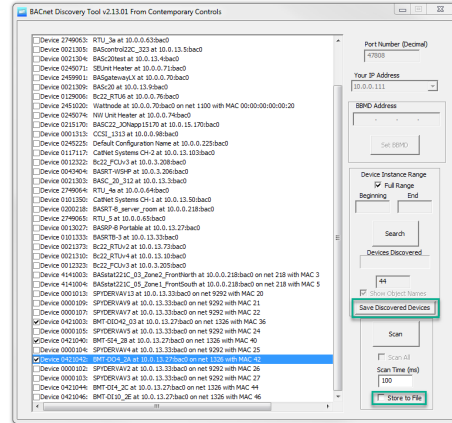 BACnet Discovery Tool v2.13.01 From Contemporary Controls
Device 2749063: RTU_3a at 10.0.0.63:bac0
Device 0021305: BAScontrol22C_323 at 10.0.13.5:bac0
Device 0021304: BASc20test at 10.0.13.4:bac0
Device 0245071: SEUnit Heater at 10.0.0.71:bac0
Device 2459901: BASgatewayLX at 10.0.0.70:bac0
Device 0021309: BASc20 at 10.0.13.9:bac0
Device 0129006: Bc22_RTU6 at 10.0.0.76:bac0
Device 2451020: Wattnode at 10.0.0.70:bac0 on net 1100 with MAC 00:00:00:00:00:20
Device 0245074: NW Unit Heater at 10.0.0.74:bac0
Device 0215170: BASC22_JONapp15170 at 10.0.15.170:bac0
Device 0001313: CCSI_1313 at 10.0.0.98:bac0
Device 0245225: Default Configuration Name at 10.0.0.225:bac0
Device 0117117: CatNet Systems CH-2 at 10.0.13.103:bac0
Device 0012322: Bc22_FCUv3 at 10.0.3.208:bac0
Device 0043404: BASRT-WSHP at 10.0.3.206:bac0
Device 0021303: BASC_20_312 at 10.0.13.3:bac0
Device 2749064: RTU_4a at 10.0.0.64:bac0
Device 0101350: CatNet Systems CH-1 at 10.0.13.50:bac0
Device 0200218: BASRT-B_server_room at 10.0.0.218:bac0
Device 2749065: RTU_5 at 10.0.0.65:bac0
Device 0013027: BASRP-B Portable at 10.0.13.27:bac0
Device 0101333: BASRTB-3 at 10.0.13.33:bac0
Device 0021373: Bc22_RTUv2 at 10.0.13.73:bac0
Device 0021310: Bc22_RTUv4 at 10.0.13.10:bac0
Device 0012323: Bc22_FCUv3 at 10.0.3.205:bac0
Device 4141003: BASstat221C_03_Zone2_FrontNorth at 10.0.0.218:bac0 on net 218 with MAC 3
Device 4141004: BASstat221C_05_Zone1_FrontSouth at 10.0.0.218:bac0 on net 218 with MAC 5
Device 0001013: SPYDERVAV13 at 10.0.13.33:bac0 on net 9292 with MAC 20
Device 0000109: SPYDERVAV9 at 10.0.13.33:bac0 on net 9292 with MAC 21
Device 0000107: SPYDERVAV7 at 10.0.13.33:bac0 on net 9292 with MAC 22
Device 0421003: BMT-DIO42_03 at 10.0.13.27:bac0 on net 1326 with MAC 36
Device 0000105: SPYDERVAV5 at 10.0.13.33:bac0 on net 9292 with MAC 24
Device 0421040: BMT-SI4_28 at 10.0.13.27:bac0 on net 1326 with MAC 40
Device 0000104: SPYDERVAV4 at 10.0.13.33:bac0 on net 9292 with MAC 25
Device 0421042: BMT-DO4_2A at 10.0.13.27:bac0 on net 1326 with MAC 42
Device 0000102: SPYDERVAV2 at 10.0.13.33:bac0 on net 9292 with MAC 26
Device 0000103: SPYDERVAV3 at 10.0.13.33:bac0 on net 9292 with MAC 27
Device 0421044: BMT-DI4_2C at 10.0.13.27:bac0 on net 1326 with MAC 44
Device 0421046: BMT-DI10_2E at 10.0.13.27:bac0 on net 1326 with MAC 46
Port Number (Decimal)
47808
Your IP Address
10.0.0.111
BBMD Address
Set BBMD
Device Instance Range
Full Range
Beginning End
Search
Devices Discovered
44
Show Object Names
Save Discovered Devices
Scan
Scan All
Scan Time (ms)
100
Store to File